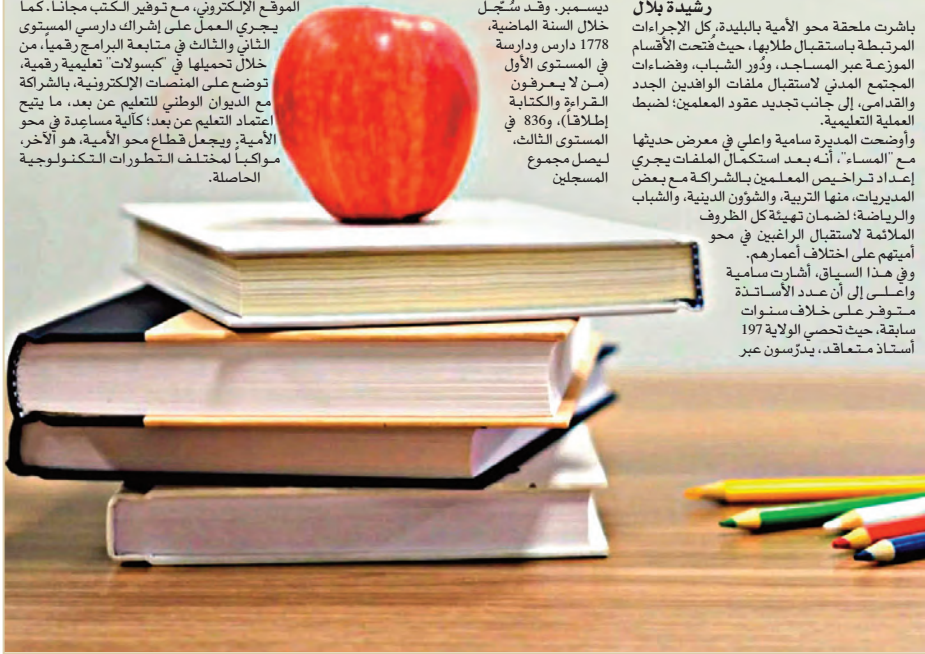 رشيدة بلال
باشرت ملحقة محو الأمية بالبليدة، كل الإجراءات
المرتبطة باستقبال طلابها، حيث فُتحت الأقسام
الموزعة عبر المساجد، ودُور الشباب، وفضاءات
المجتمع المدني لاستقبال ملفات الوافدين الجدد
والقدامى، إلى جانب تجديد عقود المعلمين؛ لضبط
العملية التعليمية.
وأوضحت المديرة سامية واعلي في معرض حديثها
مع "المساء"، أنه بعد استكمال الملفات يجري
إعداد تراخيص المعلمين بالشراكة مع بعض
المديريات، منها التربية، والشؤون الدينية، والشباب
والرياضة؛ لضمان تهيئة كل الظروف
الملائمة لاستقبال الراغبين في محو
أميتهم على اختلاف أعمارهم.
وفي هذا السياق، أشارت سامية
واعلي إلى أن عدد الأساتذة
متوفر على خلاف سنوات
سابقة، حيث تحصي الولاية 197
أستاذ متعاقد، يدرّسون عبر
ديسمبر. وقد سُجّل
خلال السنة الماضية،
1778 دارس ودارسة
في المستوى الأول
(من لا يعرفون
القراءة والكتابة
إطلاقاً)، و836 في
المستوى الثالث،
ليصل مجموع
المسجلين
الموقع الإلكتروني، مع توفير الكتب مجانا. كما
يجري العمل على إشراك دارسي المستوى
الثاني والثالث في متابعة البرامج رقمياً، من
خلال تحميلها في "كبسولات" تعليمية رقمية،
توضع على المنصات الإلكترونية، بالشراكة
مع الديوان الوطني للتعليم عن بعد، ما يتيح
اعتماد التعليم عن بعد؛ كآلية مساعِدة في محو
الأمية. ويجعل قطاع محو الأمية، هو الآخر،
مواكباً لمختلف التطورات التكنولوجية
الحاصلة.